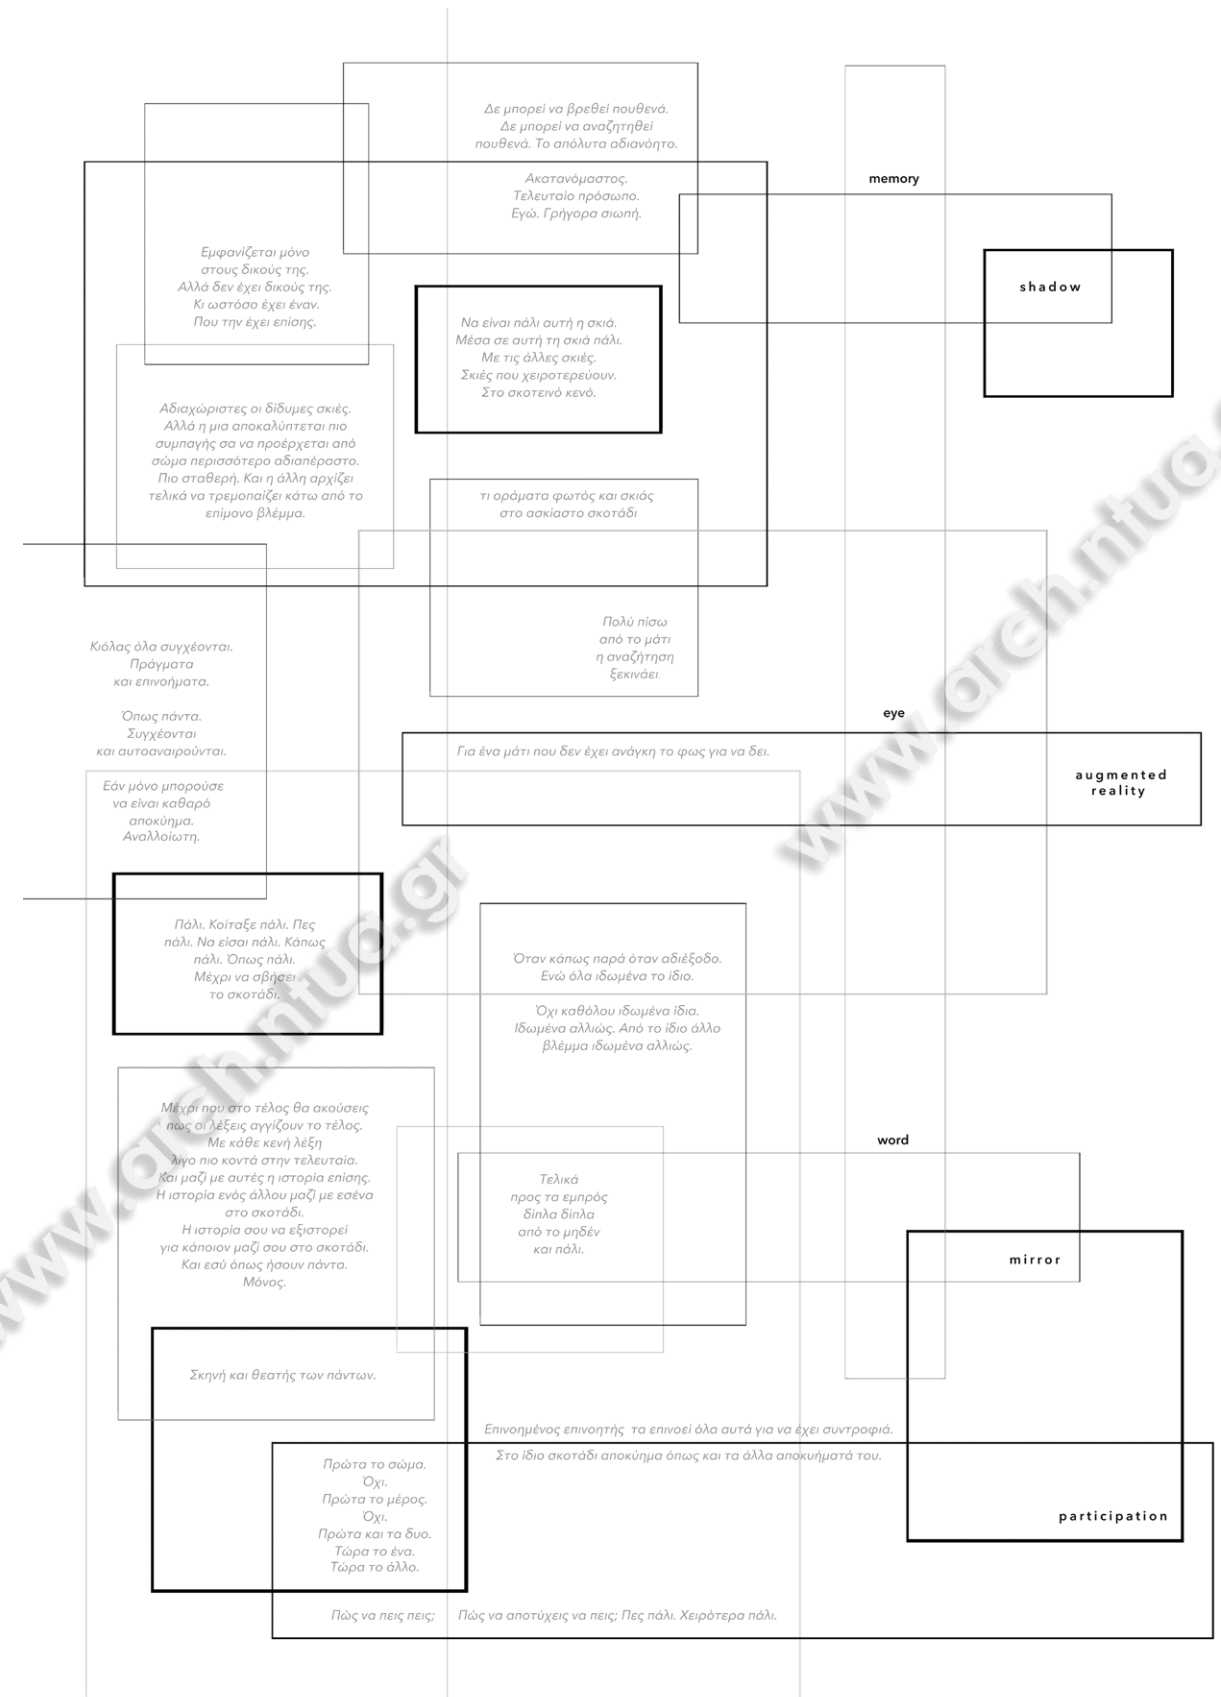 Δε μπορεί να βρεθεί πουθενά.
Δε μπορεί να αναζητηθεί
πουθενά. Το απόλυτα αδιανόητο.
Ακατανόμαστος.
Τελευταίο πρόσωπο.
Εγώ. Γρήγορα σιωπή.
memory
shadow
Εμφανίζεται μόνο
στους δικούς της.
Αλλά δεν έχει δικούς της.
Κι ωστόσο έχει έναν.
Που την έχει επίσης.
Να είναι πάλι αυτή η σκιά.
Μέσα σε αυτή τη σκιά πάλι.
Με τις άλλες σκιές.
Σκιές που χειροτερεύουν.
Στο σκοτεινό κενό.
Αδιαχώριστες οι δίδυμες σκιές.
Αλλά η μια αποκαλύπτεται πιο
συμπαγής σα να προέρχεται από
σώμα περισσότερο αδιαπέραστο.
Πιο σταθερή. Και η άλλη αρχίζει
τελικά να τρεμοπαίζει κάτω από το
επίμονο βλέμμα.
τι οράματα φωτός και σκιάς
στο ασκίαστο σκοτάδι
Πολύ πίσω
από το μάτι
η αναζήτηση
ξεκινάει.
Κιόλας όλα συγχέονται.
Πράγματα
και επινοήματα.
Όπως πάντα.
Συγχέονται
και αυτοαναιρούνται.
Εάν μόνο μπορούσε
να είναι καθαρό
αποκύημα.
Αναλλοίωτη.
eye
Για ένα μάτι που δεν έχει ανάγκη το φως για να δει.
augmented
reality
Πάλι. Κοίταξε πάλι. Πες
πάλι. Να είσαι πάλι. Κάπως
πάλι. Όπως πάλι.
Μέχρι να σβήσει
το σκοτάδι.
Όταν κάπως παρά όταν αδιέξοδο.
Ενώ όλα ιδωμένα το ίδιο.
Όχι καθόλου ιδωμένα ίδια.
Ιδωμένα αλλιώς. Από το ίδιο άλλο
βλέμμα ιδωμένα αλλιώς.
Μέχρι που στο τέλος θα ακούσεις
πως οι λέξεις αγγίζουν το τέλος.
Με κάθε κενή λέξη
λίγο πιο κοντά στην τελευταία.
Και μαζί με αυτές η ιστορία επίσης.
Η ιστορία ενός άλλου μαζί με εσένα
στο σκοτάδι.
Η ιστορία σου να εξιστορεί
για κάποιον μαζί σου στο σκοτάδι.
Και εσύ όπως ήσουν πάντα.
Μόνος.
word
Τελικά
προς τα εμπρός
δίπλα δίπλα
από το μηδέν
και πάλι.
mirror
Σκηνή και θεατής των πάντων.
Επινοημένος επινοητής τα επινοεί όλα αυτά για να έχει συντροφιά.
Στο ίδιο σκοτάδι αποκύημα όπως και τα άλλα αποκυήματά του.
Πρώτα το σώμα.
Όχι.
Πρώτα το μέρος.
Όχι.
Πρώτα και τα δυο.
Τώρα το ένα.
Τώρα το άλλο.
participation
Πώς να πεις πεις; Πώς να αποτύχεις να πεις; Πες πάλι. Χειρότερα πάλι.
www.arch.ntua.gr
www.arch.ntua.g